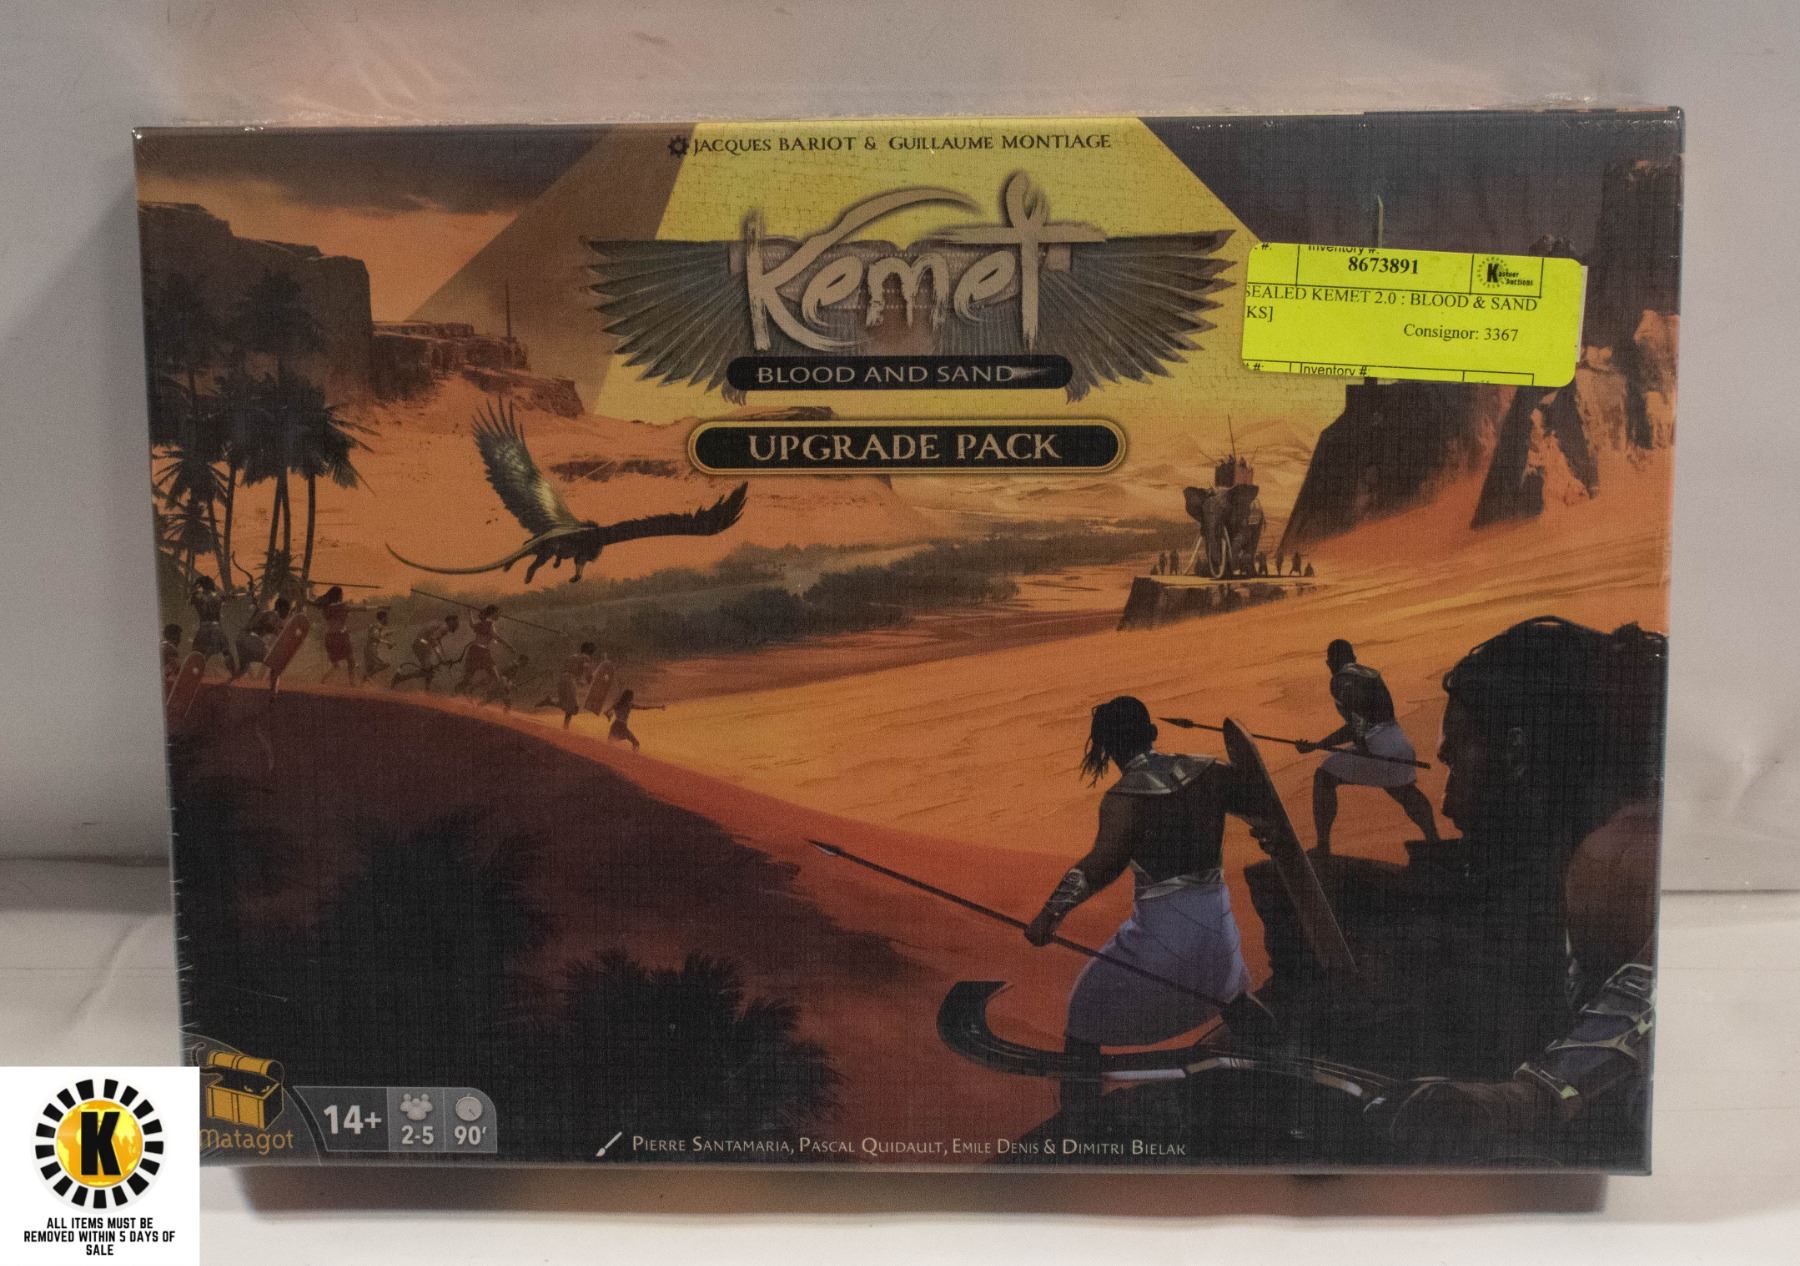 JACQUES BARIOT & GUILLAUME MONTIAGE
Kemet
BLOOD AND SAND
UPGRADE PACK
#:
Inventory #:
8673891
Kastner
Auctions
SEALED KEMET 2.0 : BLOOD & SAND
KS]
Consignor: 3367
#:
Inventory #:
matagot
14+
2-5
90'
PIERRE SANTAMARIA, PASCAL QUIDAULT, EMILE DENIS & DIMITRI BIELAK
K
ALL ITEMS MUST BE
REMOVED WITHIN 5 DAYS OF
SALE